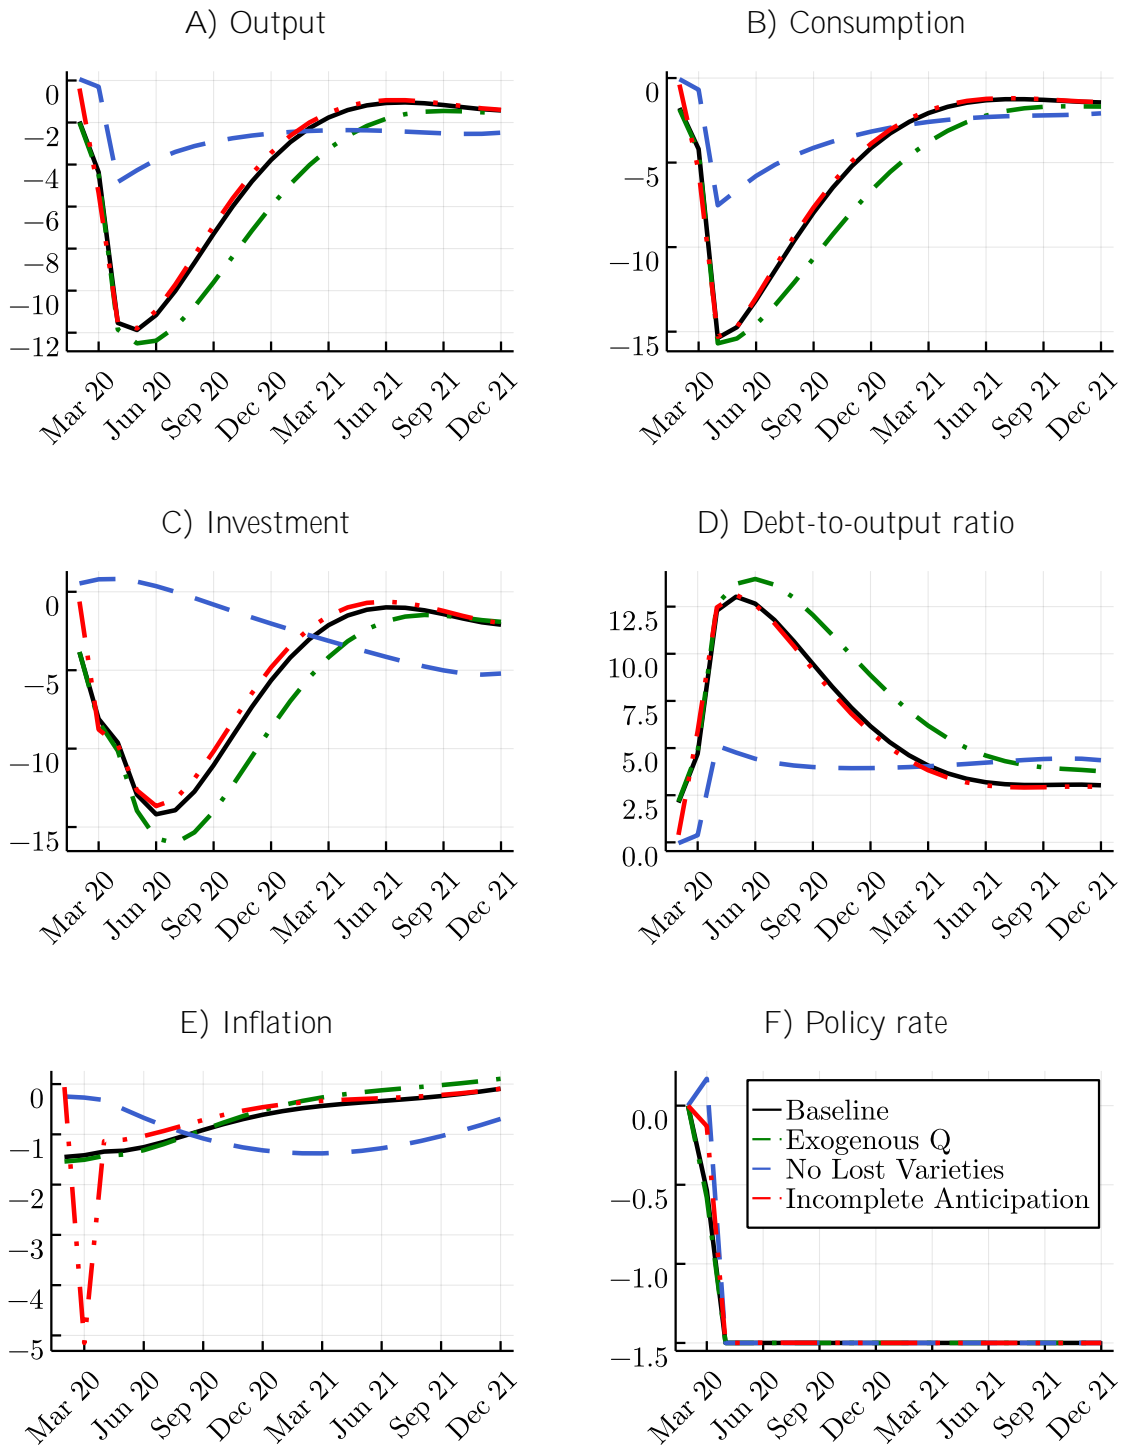 A) Output
B) Consumption
0
−2
−4
−6
−8
−10
−12
Mar 20
Jun 20
Sep 20
Dec 20
Mar 21
Jun 21
Sep 21
Dec 21
0
−5
−10
−15
Mar 20
Jun 20
Sep 20
Dec 20
Mar 21
Jun 21
Sep 21
Dec 21
C) Investment
D) Debt-to-output ratio
0
−5
−10
−15
Mar 20
Jun 20
Sep 20
Dec 20
Mar 21
Jun 21
Sep 21
Dec 21
12.5
10.0
7.5
5.0
2.5
0.0
Mar 20
Jun 20
Sep 20
Dec 20
Mar 21
Jun 21
Sep 21
Dec 21
E) Inflation
F) Policy rate
0
−1
−2
−3
−4
−5
Mar 20
Jun 20
Sep 20
Dec 20
Mar 21
Jun 21
Sep 21
Dec 21
0.0
−0.5
−1.0
−1.5
Baseline
Exogenous Q
No Lost Varieties
Incomplete Anticipation
Mar 20
Jun 20
Sep 20
Dec 20
Mar 21
Jun 21
Sep 21
Dec 21